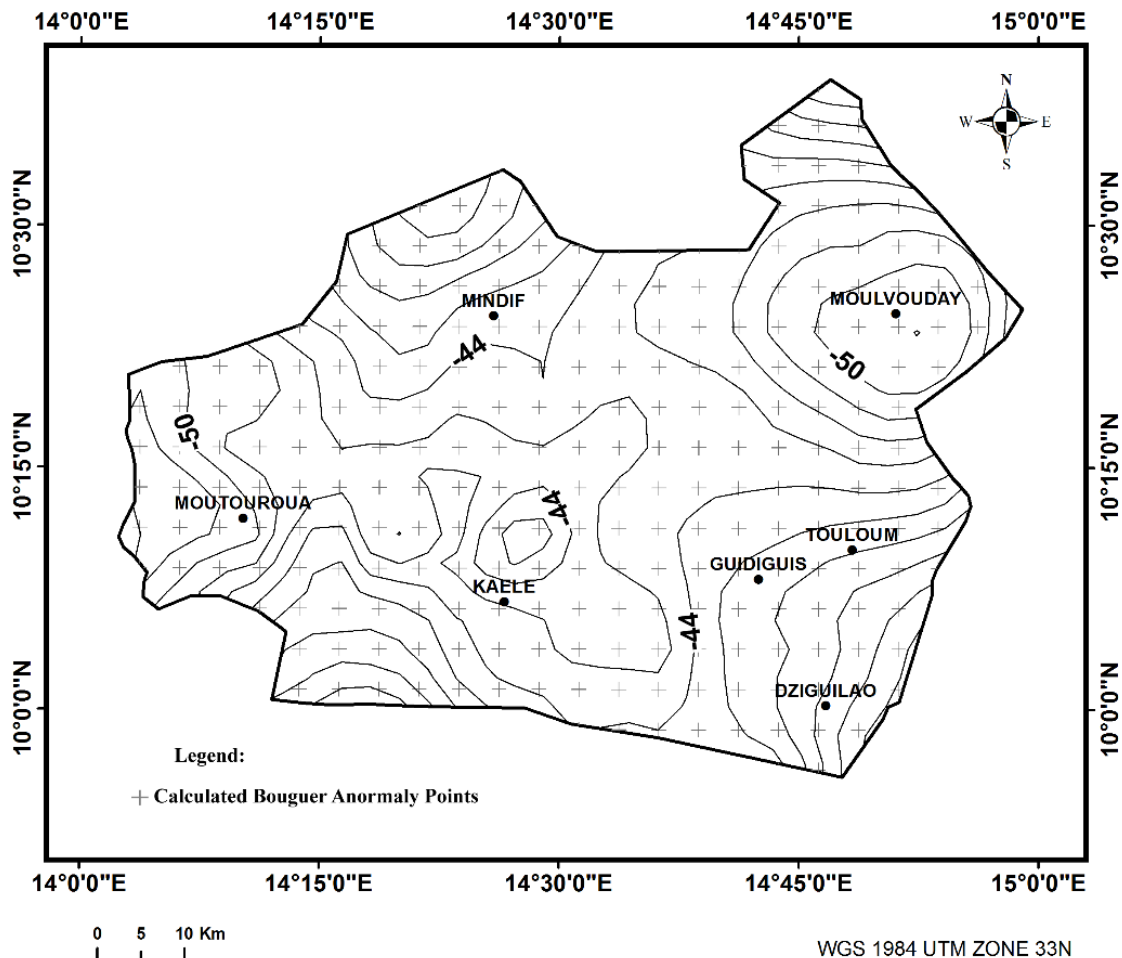 14°0'0"E 14°15'0"E 14°30'0"E 14°45'0"E 15°0'0"E
N
W E
S
10°30'0"N 10°30'0"N
MINDIF
MOULVOUDAY
-44
-50
-50
10°15'0"N 10°15'0"N
MOUTOUROUA
-44
TOULOUM
GUIDIGUIS
KAELE
-44
DZIGUILAO
10°0'0"N 10°0'0"N
Legend:
Calculated Bouguer Anormaly Points
14°0'0"E 14°15'0"E 14°30'0"E 14°45'0"E 15°0'0"E
0 5 10 Km
WGS 1984 UTM ZONE 33N